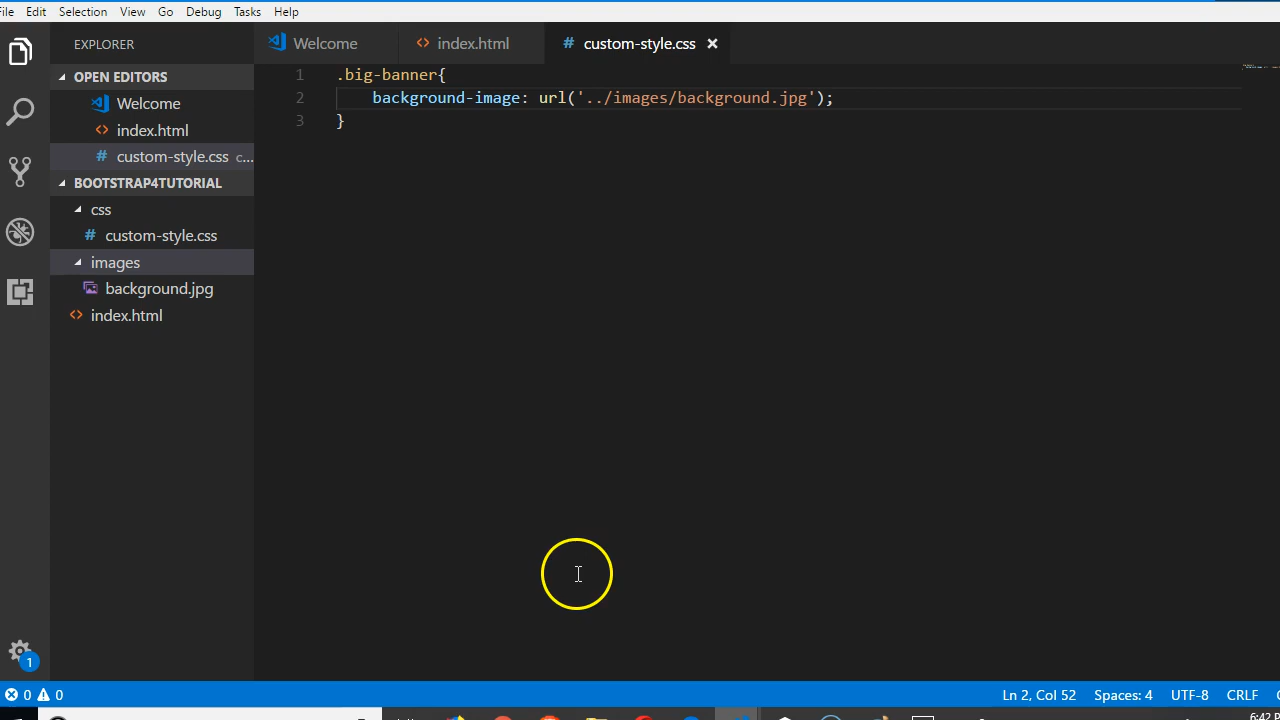 File Edit Selection View Go Debug Tasks Help
EXPLORER
Welcome
index.html
custom-style.css
OPEN EDITORS
Welcome
index.html
custom-style.css c...
BOOTSTRAP4TUTORIAL
css
custom-style.css
images
background.jpg
index.html
1 .big-banner{
2 background-image: url('../images/background.jpg');
3 }
1
0 0
Ln 2, Col 52 Spaces: 4 UTF-8 CRLF